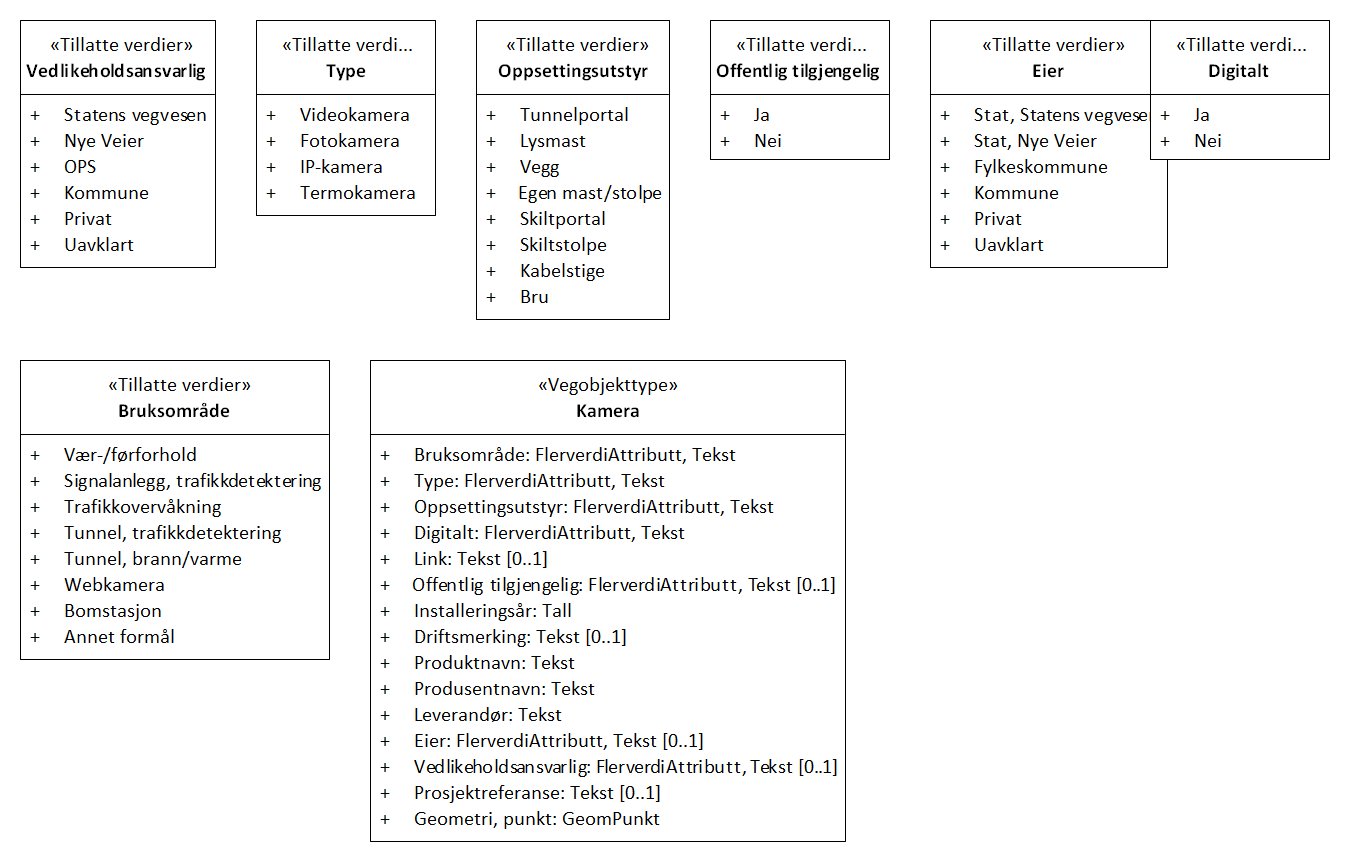 «Tillatte verdier»
Vedlikeholdsansvarlig
+ Statens vegvesen
+ Nye Veier
+ OPS
+ Kommune
+ Privat
+ Uavklart
«Tillatte verdi...
Type
+ Videokamera
+ Fotokamera
+ IP-kamera
+ Termokamera
«Tillatte verdier»
Oppsettingsutstyr
+ Tunnelportal
+ Lysmast
+ Vegg
+ Egen mast/stolpe
+ Skiltportal
+ Skiltstolpe
+ Kabelstige
+ Bru
«Tillatte verdi...
Offentlig tilgjengelig
+ Ja
+ Nei
«Tillatte verdier»
Eier
+ Stat, Statens vegvesen
+ Stat, Nye Veier
+ Fylkeskommune
+ Kommune
+ Privat
+ Uavklart
«Tillatte verdi...
Digitalt
+ Ja
+ Nei
«Tillatte verdier»
Bruksområde
+ Vær-/førforhold
+ Signalanlegg, trafikkdetektering
+ Trafikkovervåkning
+ Tunnel, trafikkdetektering
+ Tunnel, brann/varme
+ Webkamera
+ Bomstasjon
+ Annet formål
«Vegobjekttype»
Kamera
+ Bruksområde: FlerverdiAttributt, Tekst
+ Type: FlerverdiAttributt, Tekst
+ Oppsettingsutstyr: FlerverdiAttributt, Tekst
+ Digitalt: FlerverdiAttributt, Tekst
+ Link: Tekst [0..1]
+ Offentlig tilgjengelig: FlerverdiAttributt, Tekst [0..1]
+ Installeringsår: Tall
+ Driftsmerking: Tekst [0..1]
+ Produktnavn: Tekst
+ Produsentnavn: Tekst
+ Leverandør: Tekst
+ Eier: FlerverdiAttributt, Tekst [0..1]
+ Vedlikeholdsansvarlig: FlerverdiAttributt, Tekst [0..1]
+ Prosjektreferanse: Tekst [0..1]
+ Geometri, punkt: GeomPunkt